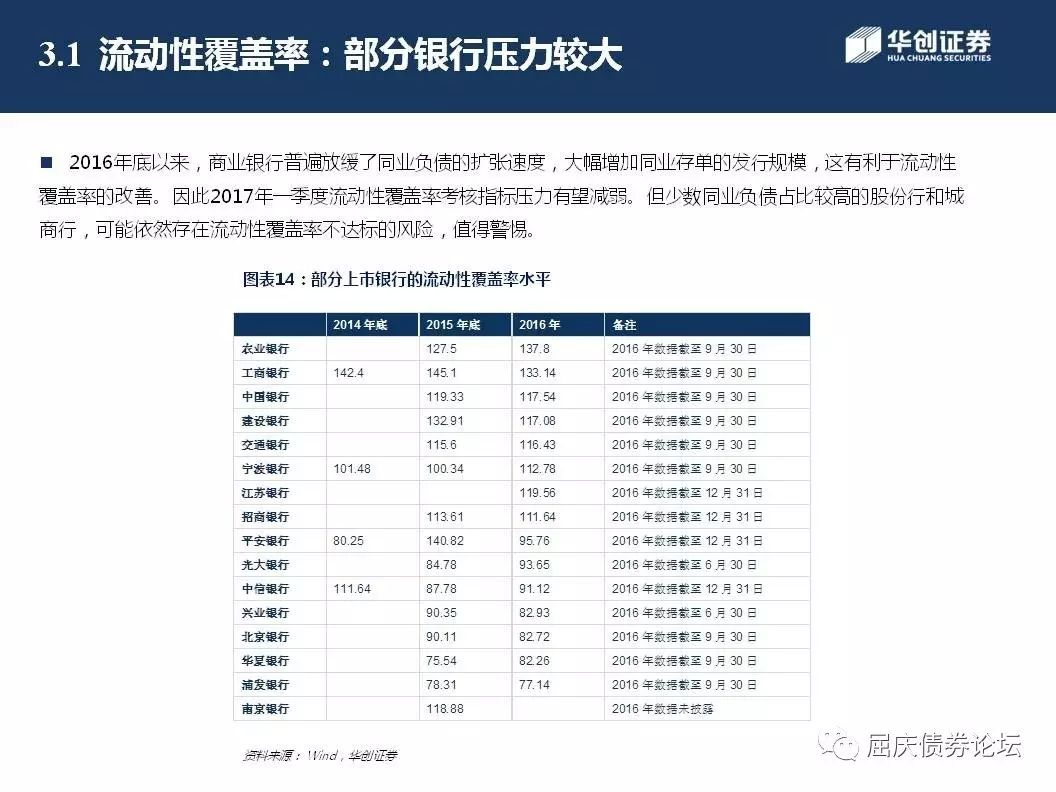 3.1 流动性覆盖率：部分银行压力较大
华创证券
HUA CHUANG SECURITIES
■ 2016年底以来，商业银行普遍放缓了同业负债的扩张速度，大幅增加同业存单的发行规模，这有利于流动性
覆盖率的改善。因此2017年一季度流动性覆盖率考核指标压力有望减弱。但少数同业负债占比较高的股份行和城
商行，可能依然存在流动性覆盖率不达标的风险，值得警惕。
图表14：部分上市银行的流动性覆盖率水平
2014 年底 2015 年底 2016 年 备注
农业银行 127.5 137.8 2016 年数据截至 9 月 30 日
工商银行 142.4 145.1 133.14 2016 年数据截至 9 月 30 日
中国银行 119.33 117.54 2016 年数据截至 9 月 30 日
建设银行 132.91 117.08 2016 年数据截至 9 月 30 日
交通银行 115.6 116.43 2016 年数据截至 9 月 30 日
宁波银行 101.48 100.34 112.78 2016 年数据截至 9 月 30 日
江苏银行 119.56 2016 年数据截至 12 月 31 日
招商银行 113.61 111.64 2016 年数据截至 12 月 31 日
平安银行 80.25 140.82 95.76 2016 年数据截至 12 月 31 日
光大银行 84.78 93.65 2016 年数据截至 6 月 30 日
中信银行 111.64 87.78 91.12 2016 年数据截至 12 月 31 日
兴业银行 90.35 82.93 2016 年数据截至 6 月 30 日
北京银行 90.11 82.72 2016 年数据截至 9 月 30 日
华夏银行 75.54 82.26 2016 年数据截至 9 月 30 日
浦发银行 78.31 77.14 2016 年数据截至 9 月 30 日
南京银行 118.88 2016 年数据未披露
资料来源：Wind，华创证券
屈庆债券论坛